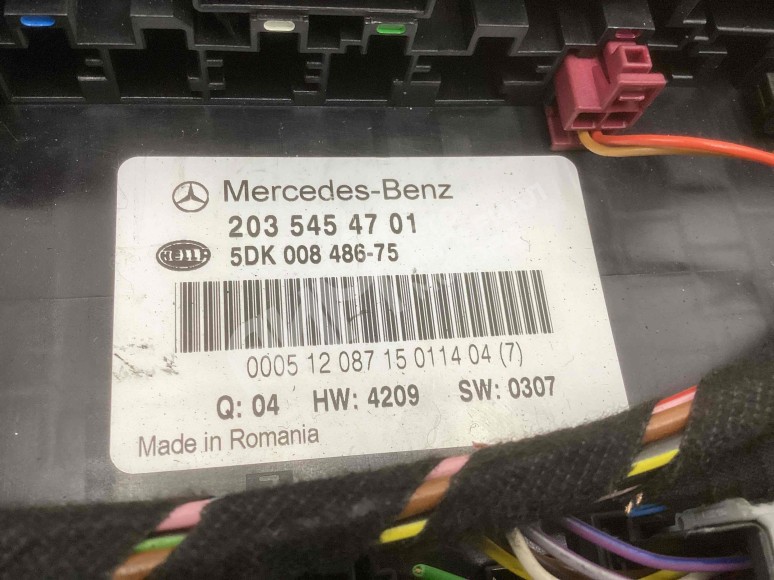 Mercedes-Benz
203 545 47 01
HELLA
5DK 008 486-75
0005 12 087 15 0114 04 (7)
Q: 04 HW: 4209 SW: 0307
Made in Romania